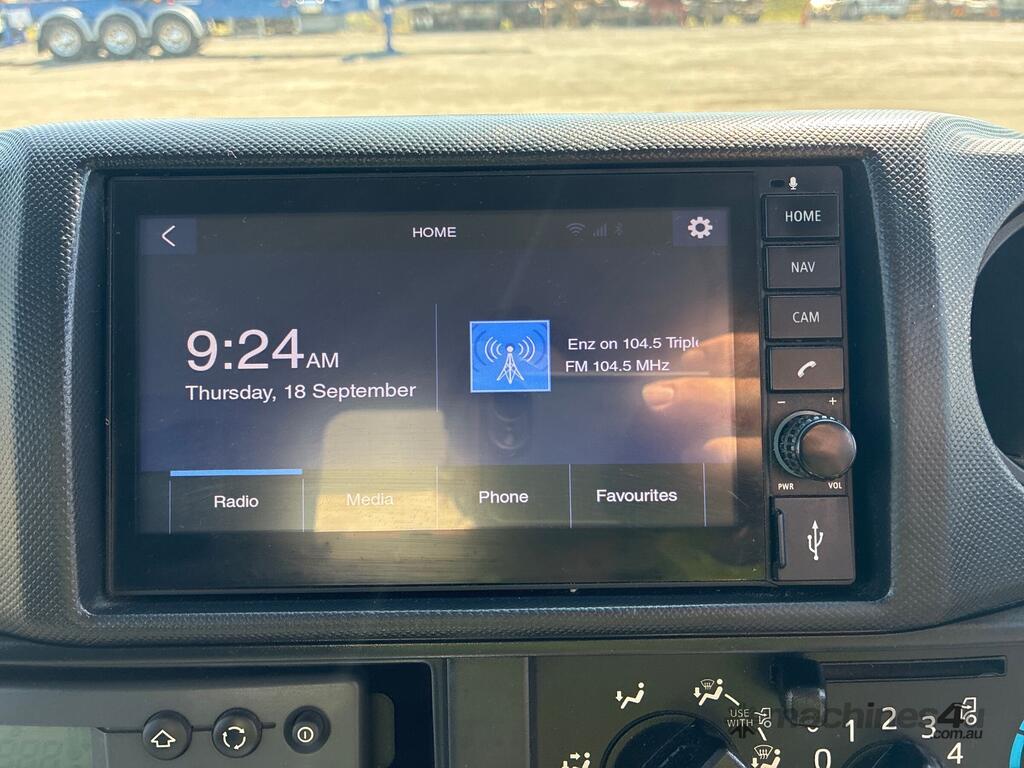 HOME
9:24AM
Thursday, 18 September
Enz on 104.5 Triple
FM 104.5 MHz
Radio
Media
Phone
Favourites
HOME
NAV
CAM
- +
PWR VOL
USE
WITH
machines4u
.com.au
0 1 2 3 4